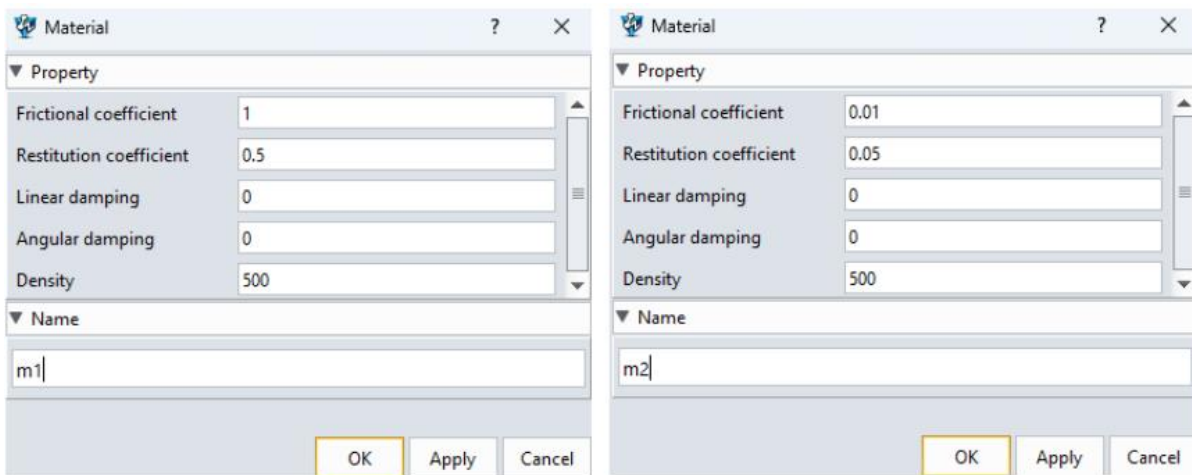 Material ? ×
Property
Frictional coefficient 1
Restitution coefficient 0.5
Linear damping 0
Angular damping 0
Density 500
Name
m1
OK Apply Cancel
Material ? ×
Property
Frictional coefficient 0.01
Restitution coefficient 0.05
Linear damping 0
Angular damping 0
Density 500
Name
m2
OK Apply Cancel